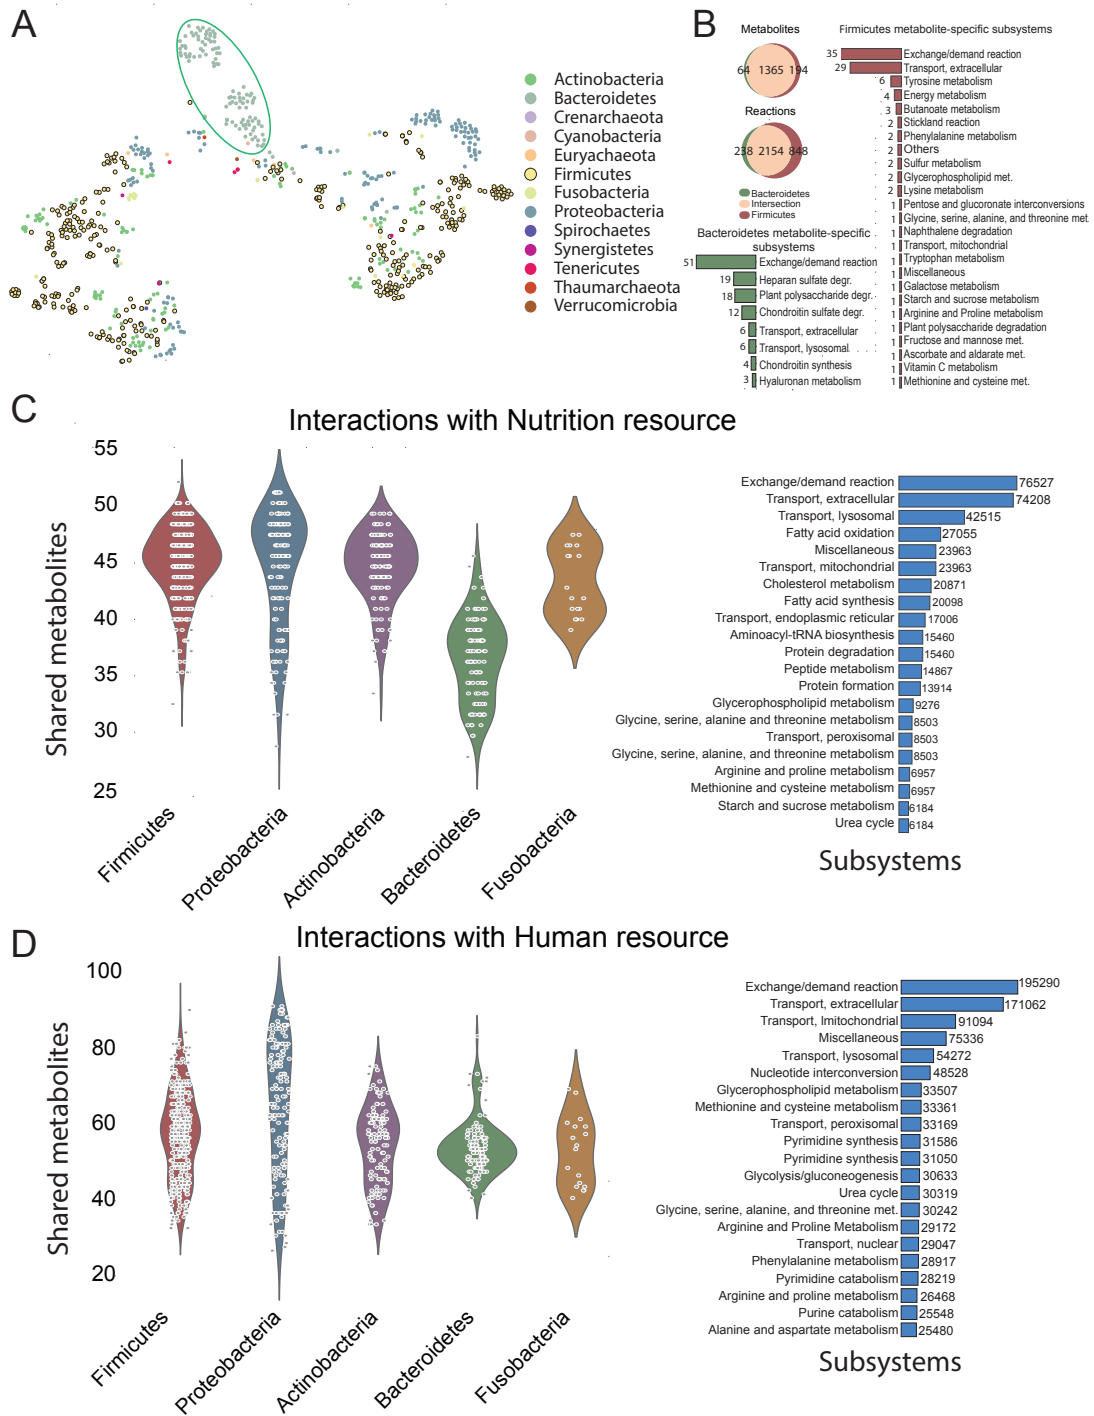 A
Actinobacteria
Bacteroidetes
Crenarchaeota
Cyanobacteria
Euryachaeota
Firmicutes
Fusobacteria
Proteobacteria
Spirochaetes
Synergistetes
Tenericutes
Thaumarchaeota
Verrucomicrobia
B
Metabolites
64 1365 194
Reactions
238 2154 848
Bacteroidetes
Intersection
Firmicutes
Bacteroidetes metabolite-specific
subsystems
51 Exchange/demand reaction
19 Heparan sulfate degr.
18 Plant polysaccharide degr.
12 Chondroitin sulfate degr.
6 Transport, extracellular
6 Transport, lysosomal
4 Chondroitin synthesis
3 Hyaluronan metabolism
Firmicutes metabolite-specific subsystems
35 Exchange/demand reaction
29 Transport, extracellular
6 Tyrosine metabolism
4 Energy metabolism
3 Butanoate metabolism
2 Stickland reaction
2 Phenylalanine metabolism
2 Others
2 Sulfur metabolism
2 Glycerophospholipid met.
2 Lysine metabolism
1 Pentose and glucoronate interconversions
1 Glycine, serine, alanine, and threonine met.
1 Naphthalene degradation
1 Transport, mitochondrial
1 Tryptophan metabolism
1 Miscellaneous
1 Galactose metabolism
1 Starch and sucrose metabolism
1 Arginine and Proline metabolism
1 Plant polysaccharide degradation
1 Fructose and mannose met.
1 Ascorbate and aldarate met.
1 Vitamin C metabolism
1 Methionine and cysteine met.
C
Interactions with Nutrition resource
Shared metabolites
55
50
45
40
35
30
25
Firmicutes
Proteobacteria
Actinobacteria
Bacteroidetes
Fusobacteria
Exchange/demand reaction 76527
Transport, extracellular 74208
Transport, lysosomal 42515
Fatty acid oxidation 27055
Miscellaneous 23963
Transport, mitochondrial 23963
Cholesterol metabolism 20871
Fatty acid synthesis 20098
Transport, endoplasmic reticular 17006
Aminoacyl-tRNA biosynthesis 15460
Protein degradation 15460
Peptide metabolism 14867
Protein formation 13914
Glycerophospholipid metabolism 9276
Glycine, serine, alanine and threonine metabolism 8503
Transport, peroxisomal 8503
Glycine, serine, alanine, and threonine metabolism 8503
Arginine and proline metabolism 6957
Methionine and cysteine metabolism 6957
Starch and sucrose metabolism 6184
Urea cycle 6184
Subsystems
D
Interactions with Human resource
Shared metabolites
100
80
60
40
20
Firmicutes
Proteobacteria
Actinobacteria
Bacteroidetes
Fusobacteria
Exchange/demand reaction 195290
Transport, extracellular 171062
Transport, lmitochondrial 91094
Miscellaneous 75336
Transport, lysosomal 54272
Nucleotide interconversion 48528
Glycerophospholipid metabolism 33507
Methionine and cysteine metabolism 33361
Transport, peroxisomal 33169
Pyrimidine synthesis 31586
Pyrimidine synthesis 31050
Glycolysis/gluconeogenesis 30633
Urea cycle 30319
Glycine, serine, alanine, and threonine met. 30242
Arginine and Proline Metabolism 29172
Transport, nuclear 29047
Phenylalanine metabolism 28917
Pyrimidine catabolism 28219
Arginine and proline metabolism 26468
Purine catabolism 25548
Alanine and aspartate metabolism 25480
Subsystems